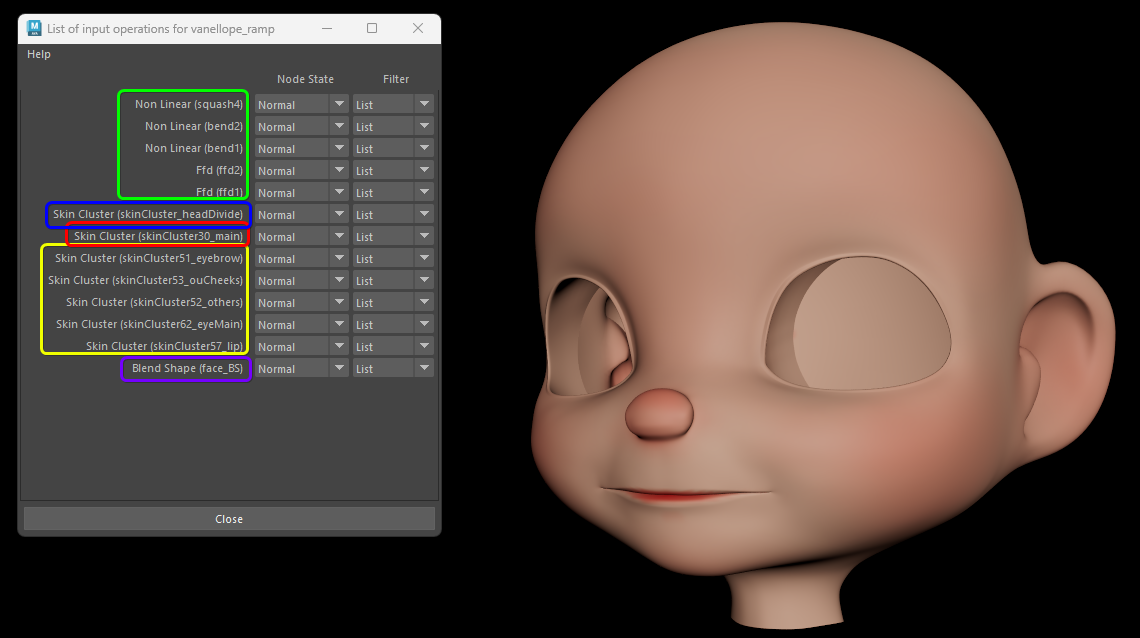 List of input operations for vanellope_ramp
Help
Node State Filter
Non Linear (squash4) Normal List
Non Linear (bend2) Normal List
Non Linear (bend1) Normal List
Ffd (ffd2) Normal List
Ffd (ffd1) Normal List
Skin Cluster (skinCluster_headDivide) Normal List
Skin Cluster (skinCluster30_main) Normal List
Skin Cluster (skinCluster51_eyebrow) Normal List
Skin Cluster (skinCluster53_ouCheeks) Normal List
Skin Cluster (skinCluster52_others) Normal List
Skin Cluster (skinCluster62_eyeMain) Normal List
Skin Cluster (skinCluster57_lip) Normal List
Blend Shape (face_BS) Normal List
Close